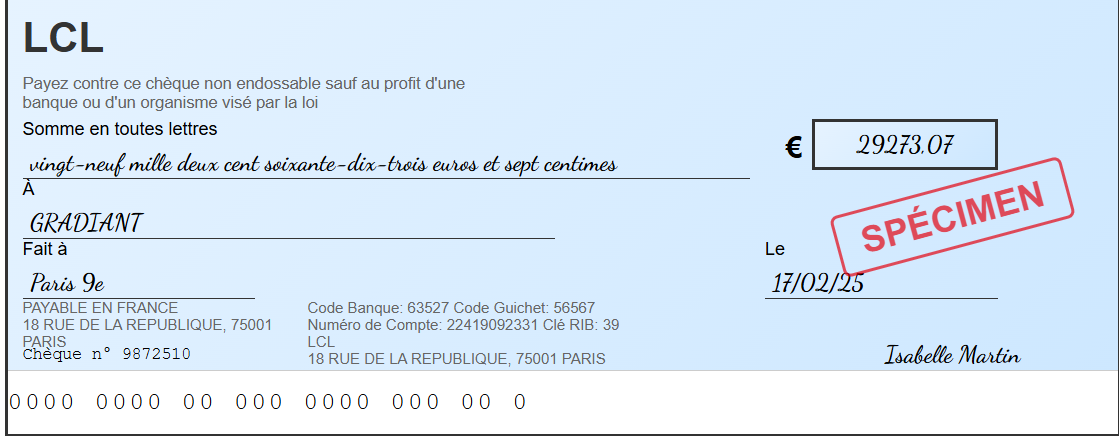 LCL
Payez contre ce chèque non endossable sauf au profit d'une
banque ou d'un organisme visé par la loi
Somme en toutes lettres
vingt-neuf mille deux cent soixante-dix-trois euros et sept centimes
€ 29273.07
À
GRADIANT
SPÉCIMEN
Fait à
Le
Paris 9e
17/02/25
PAYABLE EN FRANCE
18 RUE DE LA REPUBLIQUE, 75001
PARIS
Chèque n° 9872510
Code Banque: 63527 Code Guichet: 56567
Numéro de Compte: 22419092331 Clé RIB: 39
LCL
18 RUE DE LA REPUBLIQUE, 75001 PARIS
Isabelle Martin
0000 0000 00 000 0000 000 00 0